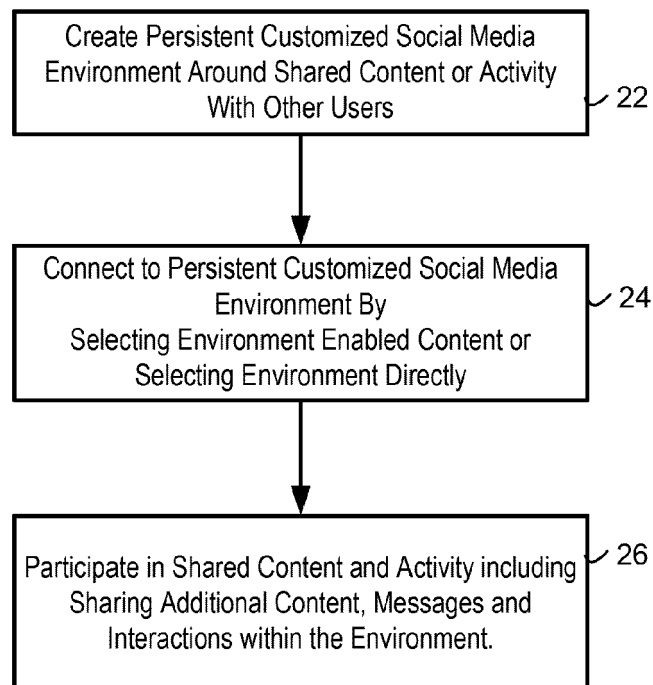 Create Persistent Customized Social Media
Environment Around Shared Content or Activity
With Other Users
22
Connect to Persistent Customized Social Media
Environment By
Selecting Environment Enabled Content or
Selecting Environment Directly
24
Participate in Shared Content and Activity including
Sharing Additional Content, Messages and
Interactions within the Environment.
26